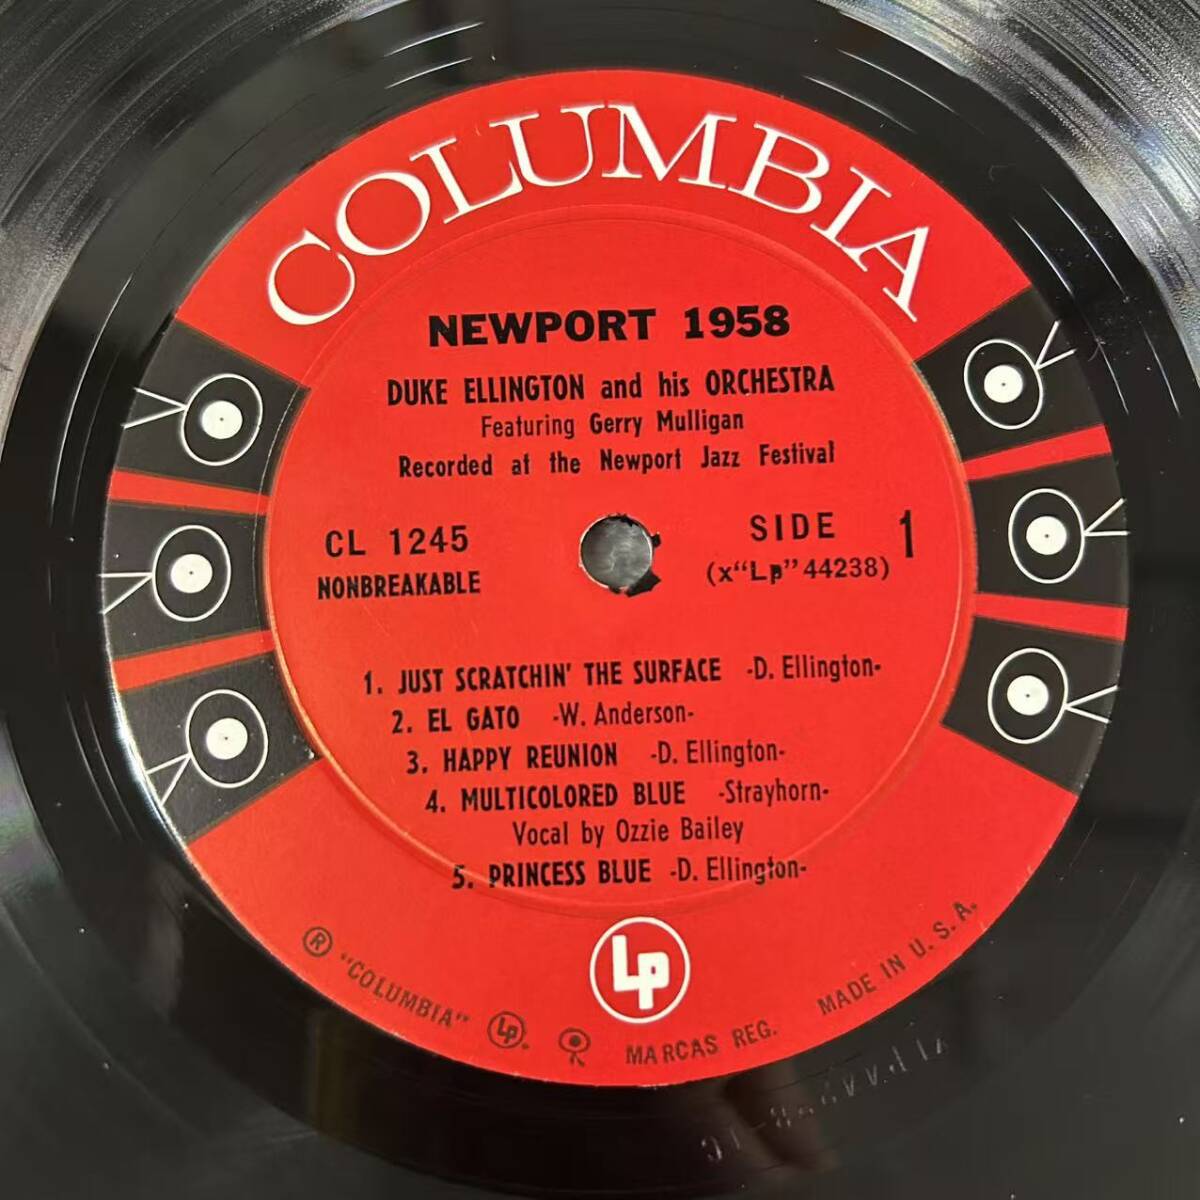 COLUMBIA
NEWPORT 1958
DUKE ELLINGTON and his ORCHESTRA
Featuring Gerry Mulligan
Recorded at the Newport Jazz Festival
CL 1245
NONBREAKABLE
SIDE 1
(x“Lp”44238)
1. JUST SCRATCHIN' THE SURFACE -D. Ellington-
2. EL GATO -W. Anderson-
3. HAPPY REUNION -D. Ellington-
4. MULTICOLORED BLUE -Strayhorn-
Vocal by Ozzie Bailey
5. PRINCESS BLUE -D. Ellington-
LP
® "COLUMBIA" LP. MARCAS REG. MADE IN U. S. A.